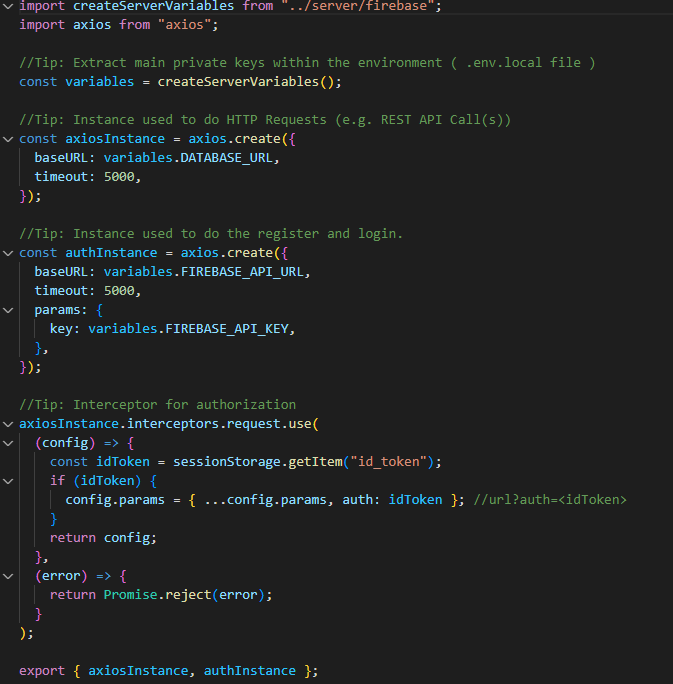 import createServerVariables from "../server/firebase";
import axios from "axios";

//Tip: Extract main private keys within the environment ( .env.local file )
const variables = createServerVariables();

//Tip: Instance used to do HTTP Requests (e.g. REST API Call(s))
const axiosInstance = axios.create({
  baseURL: variables.DATABASE_URL,
  timeout: 5000,
});

//Tip: Instance used to do the register and login.
const authInstance = axios.create({
  baseURL: variables.FIREBASE_API_URL,
  timeout: 5000,
  params: {
    key: variables.FIREBASE_API_KEY,
  },
});

//Tip: Interceptor for authorization
axiosInstance.interceptors.request.use(
  (config) => {
    const idToken = sessionStorage.getItem("id_token");
    if (idToken) {
      config.params = { ...config.params, auth: idToken }; //url?auth=<idToken>
    }
    return config;
  },
  (error) => {
    return Promise.reject(error);
  }
);

export { axiosInstance, authInstance };